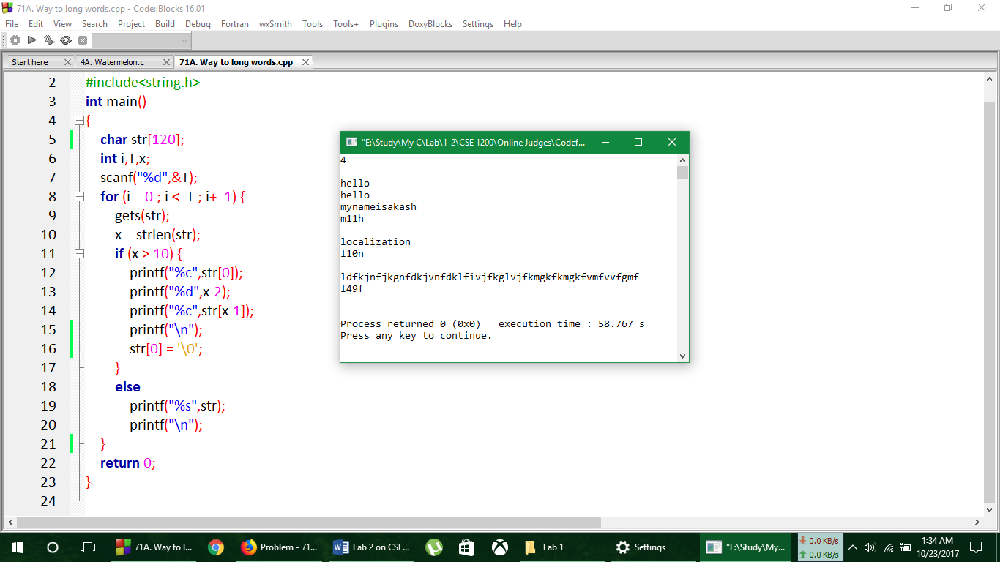 71A. Way to long words.cpp - Code::Blocks 16.01
File Edit View Search Project Build Debug Fortran wxSmith Tools Tools+ Plugins DoxyBlocks Settings Help
Start here 4A. Watermelon.c 71A. Way to long words.cpp
2 #include<string.h>
3 int main()
4 {
5 char str[120];
6 int i,T,x;
7 scanf("%d",&T);
8 for (i = 0 ; i <=T ; i+=1) {
9 gets(str);
10 x = strlen(str);
11 if (x > 10) {
12 printf("%c",str[0]);
13 printf("%d",x-2);
14 printf("%c",str[x-1]);
15 printf("\n");
16 str[0] = '\0';
17 }
18 else
19 printf("%s",str);
20 printf("\n");
21 }
22 return 0;
23 }
24
"E:\Study\My C\Lab\1-2\CSE 1200\Online Judges\Codef...
4
hello
hello
mynameisakash
m11h
localization
l10n
ldfkjnfjkgnfdkjvnfdklfivjfkglvjfkmgkfkmgkfvmfvvfgmf
l49f
Process returned 0 (0x0) execution time : 58.767 s
Press any key to continue.
71A. Way to l... Problem - 71... Lab 2 on CSE... Lab 1 Settings "E:\Study\My...
0.0 KB/s
0.0 KB/s
1:34 AM
10/23/2017